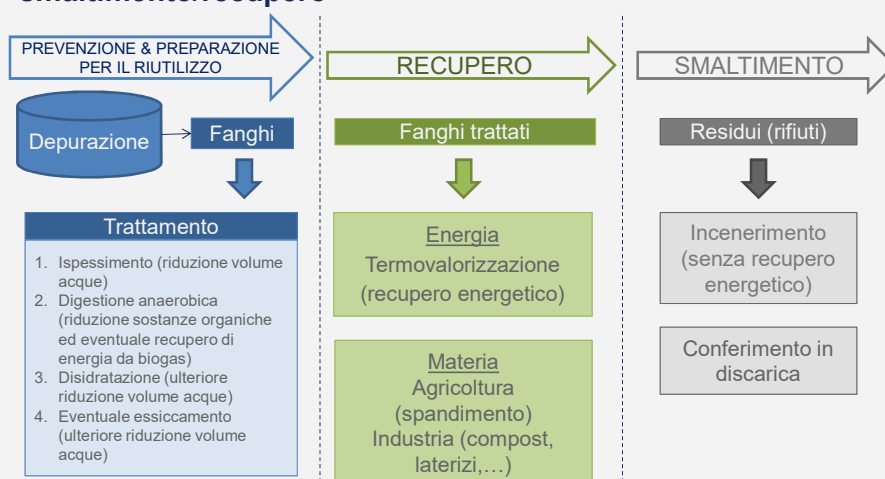 smaltimento/recupero
PREVENZIONE & PREPARAZIONE
PER IL RIUTILIZZO
RECUPERO
SMALTIMENTO
Depurazione
Fanghi
Fanghi trattati
Residui (rifiuti)
Trattamento
1. Ispessimento (riduzione volume
acque)
2. Digestione anaerobica
(riduzione sostanze organiche
ed eventuale recupero di
energia da biogas)
3. Disidratazione (ulteriore
riduzione volume acque)
4. Eventuale essiccamento
(ulteriore riduzione volume
acque)
Energia
Termovalorizzazione
(recupero energetico)
Materia
Agricoltura
(spandimento)
Industria (compost,
laterizi,…)
Incenerimento
(senza recupero
energetico)
Conferimento in
discarica